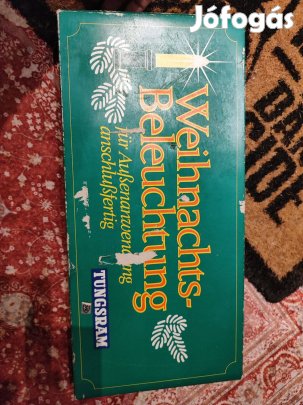 Jófogás
Weihnachts-
Beleuchtung
für Außenanwendung
anschlußfertig
TUNGSRAM